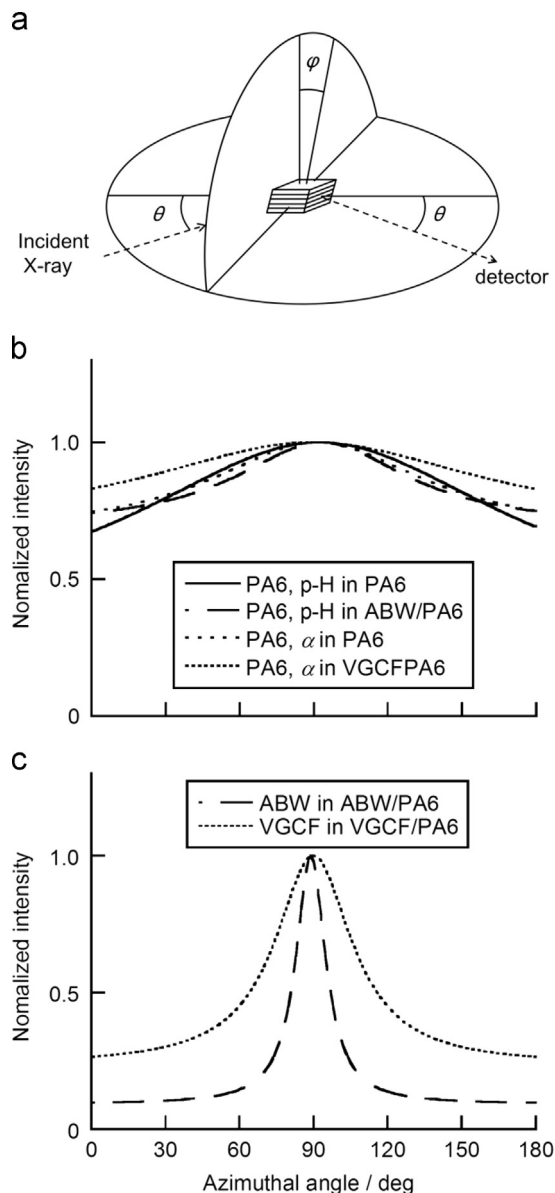 a
φ
θ
θ
Incident
X-ray
detector
b
Nomalized intensity
1.0
0.5
0
PA6, p-H in PA6
PA6, p-H in ABW/PA6
PA6, α in PA6
PA6, α in VGCFPA6
c
Nomalized intensity
1.0
0.5
0
ABW in ABW/PA6
VGCF in VGCF/PA6
0 30 60 90 120 150 180
Azimuthal angle / deg